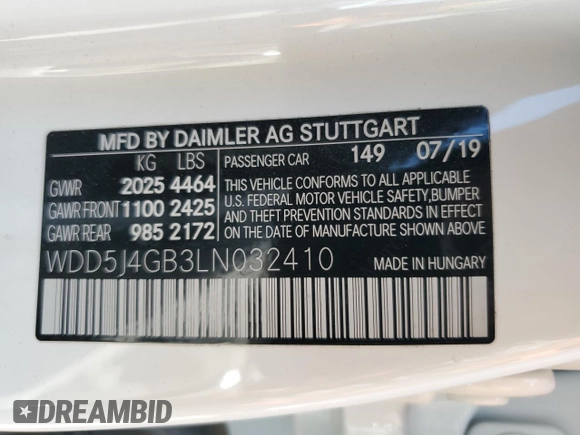 MFD BY DAIMLER AG STUTTGART
KG LBS PASSENGER CAR 149 07/19
GVWR 2025 4464 THIS VEHICLE CONFORMS TO ALL APPLICABLE
U.S. FEDERAL MOTOR VEHICLE SAFETY,BUMPER
GAWR FRONT 1100 2425 AND THEFT PREVENTION STANDARDS IN EFFECT
GAWR REAR 985 2172 ON THE DATE OF MANUFACTURE SHOWN ABOVE.
WDD5J4GB3LN032410 MADE IN HUNGARY
DREAMBID